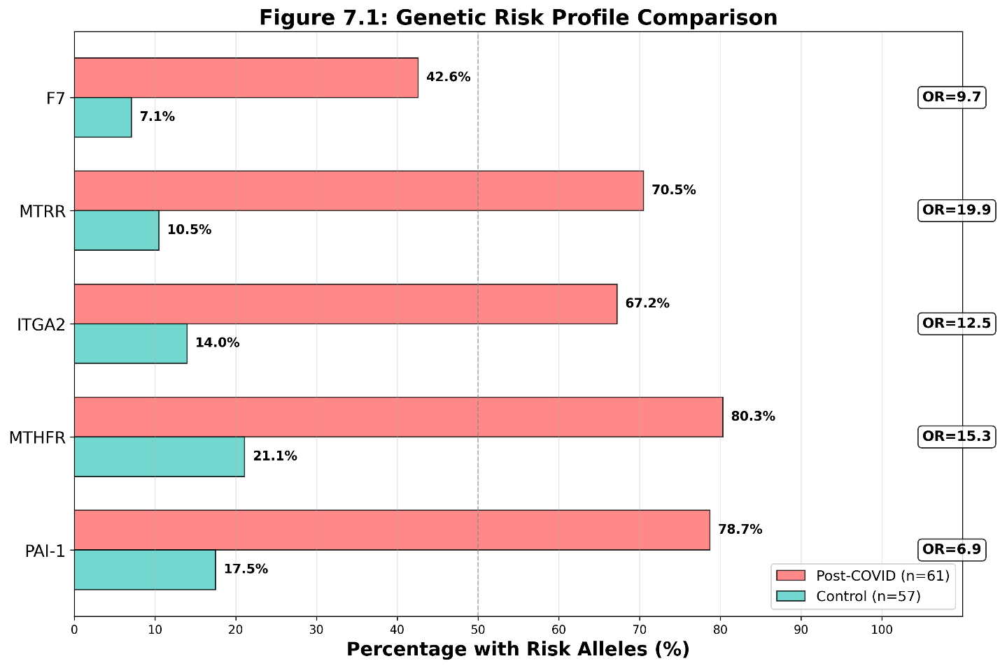 Figure 7.1: Genetic Risk Profile Comparison
F7
42.6%
7.1%
OR=9.7
MTRR
70.5%
10.5%
OR=19.9
ITGA2
67.2%
14.0%
OR=12.5
MTHFR
80.3%
21.1%
OR=15.3
PAI-1
78.7%
17.5%
OR=6.9
Post-COVID (n=61)
Control (n=57)
0 10 20 30 40 50 60 70 80 90 100
Percentage with Risk Alleles (%)